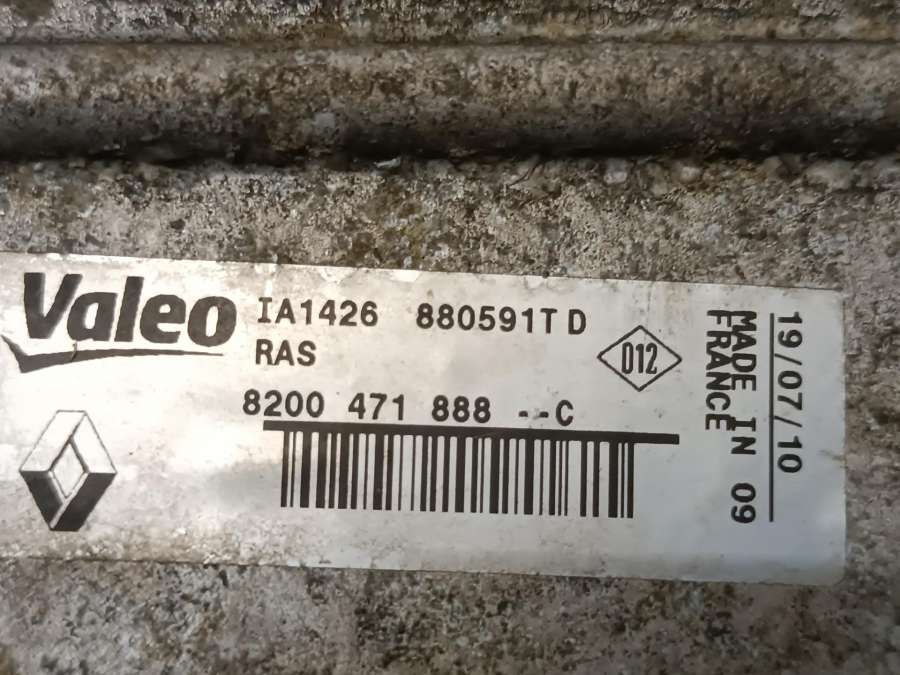 Valeo
IA1426 880591T D
RAS
D12
8200 471 888 --C
MADE IN 09
FRANCE
19/07/10